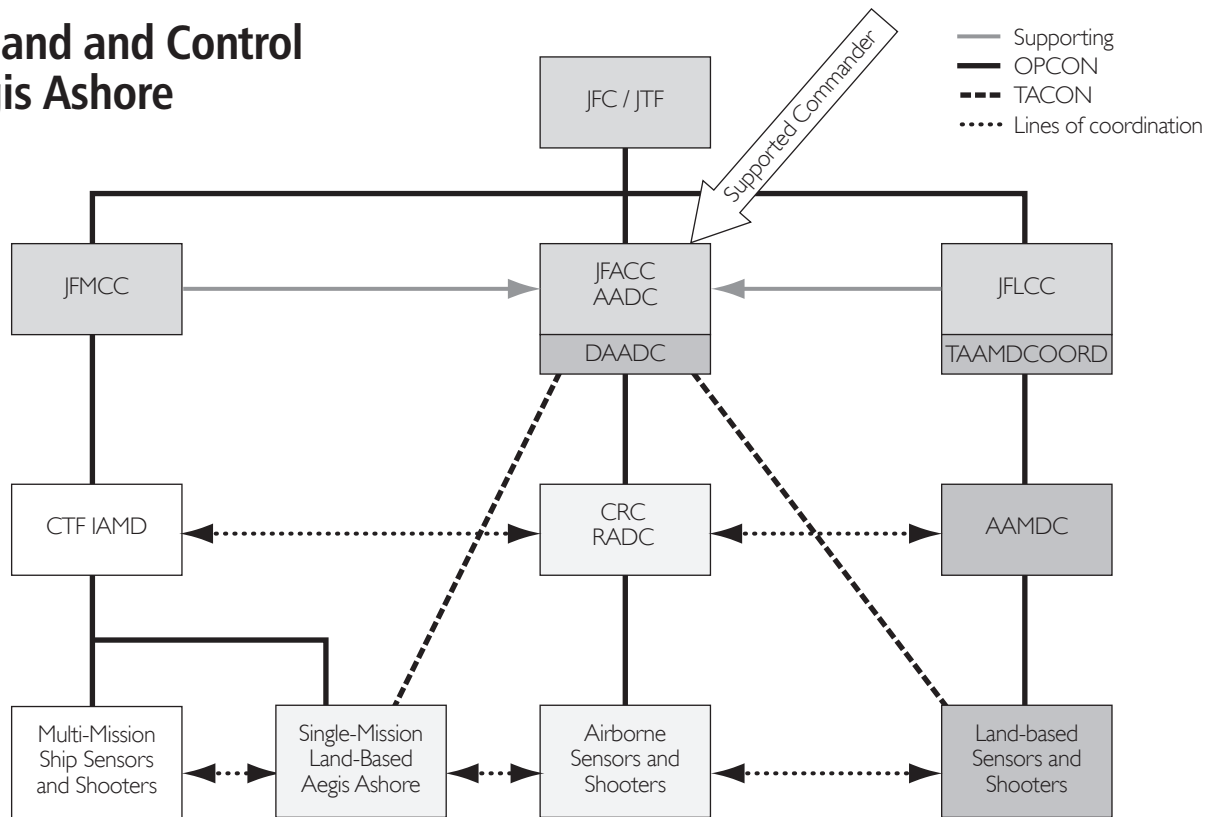 and and Control
is Ashore
Supporting
OPCON
TACON
Lines of coordination
JFC / JTF
Supported Commander
JFMCC
JFACC
AADC
DAADC
JFLCC
TAAMDCOORD
CTF IAMD
CRC
RADC
AAMDC
Multi-Mission
Ship Sensors
and Shooters
Single-Mission
Land-Based
Aegis Ashore
Airborne
Sensors and
Shooters
Land-based
Sensors and
Shooters